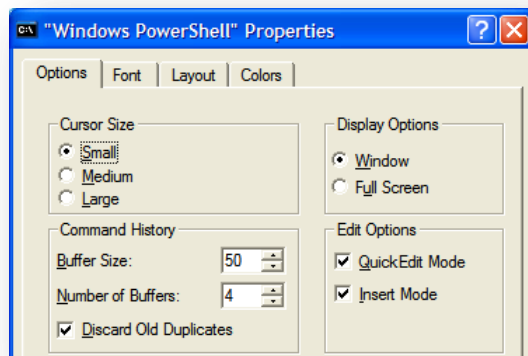 "Windows PowerShell" Properties
Options Font Layout Colors
Cursor Size
Small
Medium
Large
Display Options
Window
Full Screen
Command History
Buffer Size: 50
Number of Buffers: 4
Discard Old Duplicates
Edit Options
QuickEdit Mode
Insert Mode